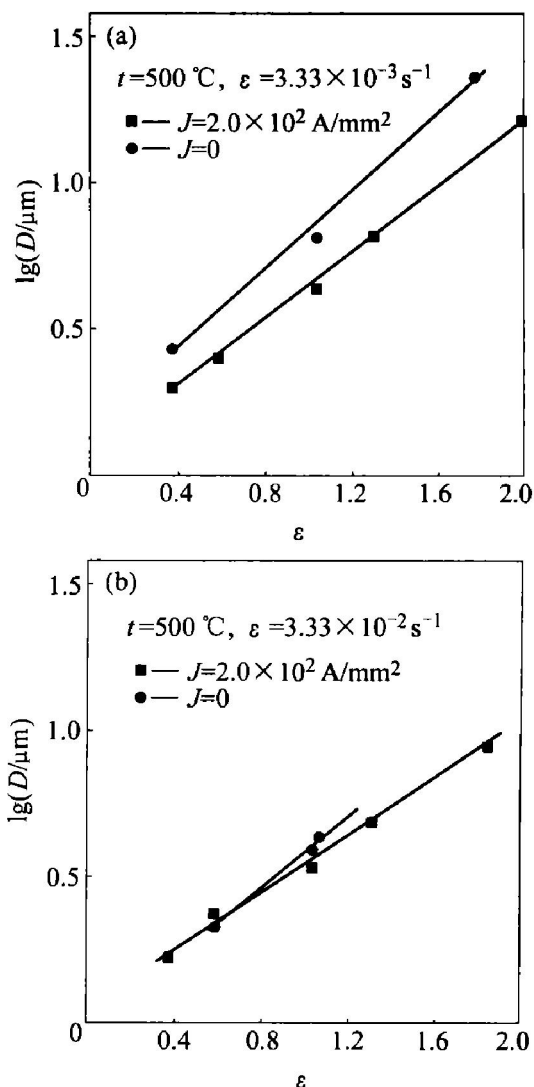 (a)
t=500 ℃, ε=3.33×10⁻³s⁻¹
■— J=2.0×10² A/mm²
●— J=0
lg(D/μm)
1.5
1.0
0.5
0
0.4
0.8
1.2
1.6
2.0
ε
(b)
t=500 ℃, ε=3.33×10⁻²s⁻¹
■— J=2.0×10² A/mm²
●— J=0
lg(D/μm)
1.5
1.0
0.5
0
0.4
0.8
1.2
1.6
2.0
ε